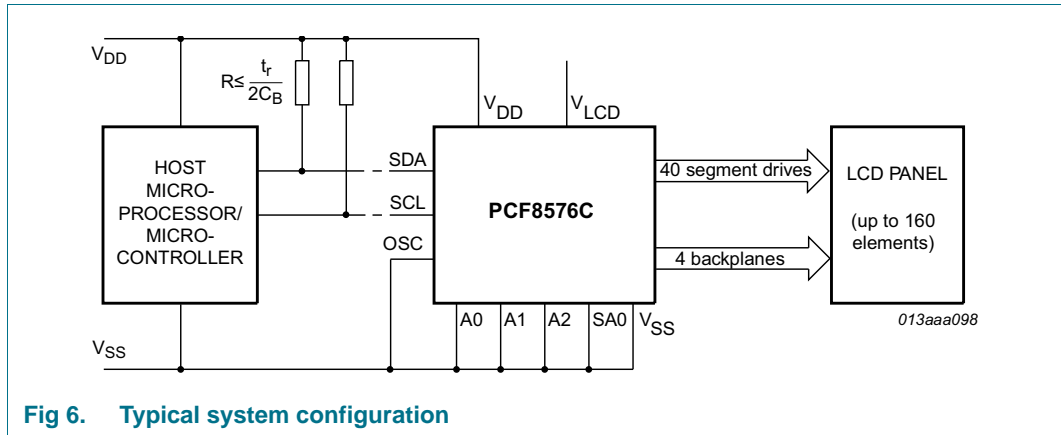 VDD
R≤ tr
2CB
VDD
VLCD
HOST
MICRO-
PROCESSOR/
MICRO-
CONTROLLER
SDA
SCL
OSC
PCF8576C
40 segment drives
4 backplanes
LCD PANEL
(up to 160
elements)
A0 A1 A2 SA0 VSS
VSS
013aaa098
Fig 6. Typical system configuration